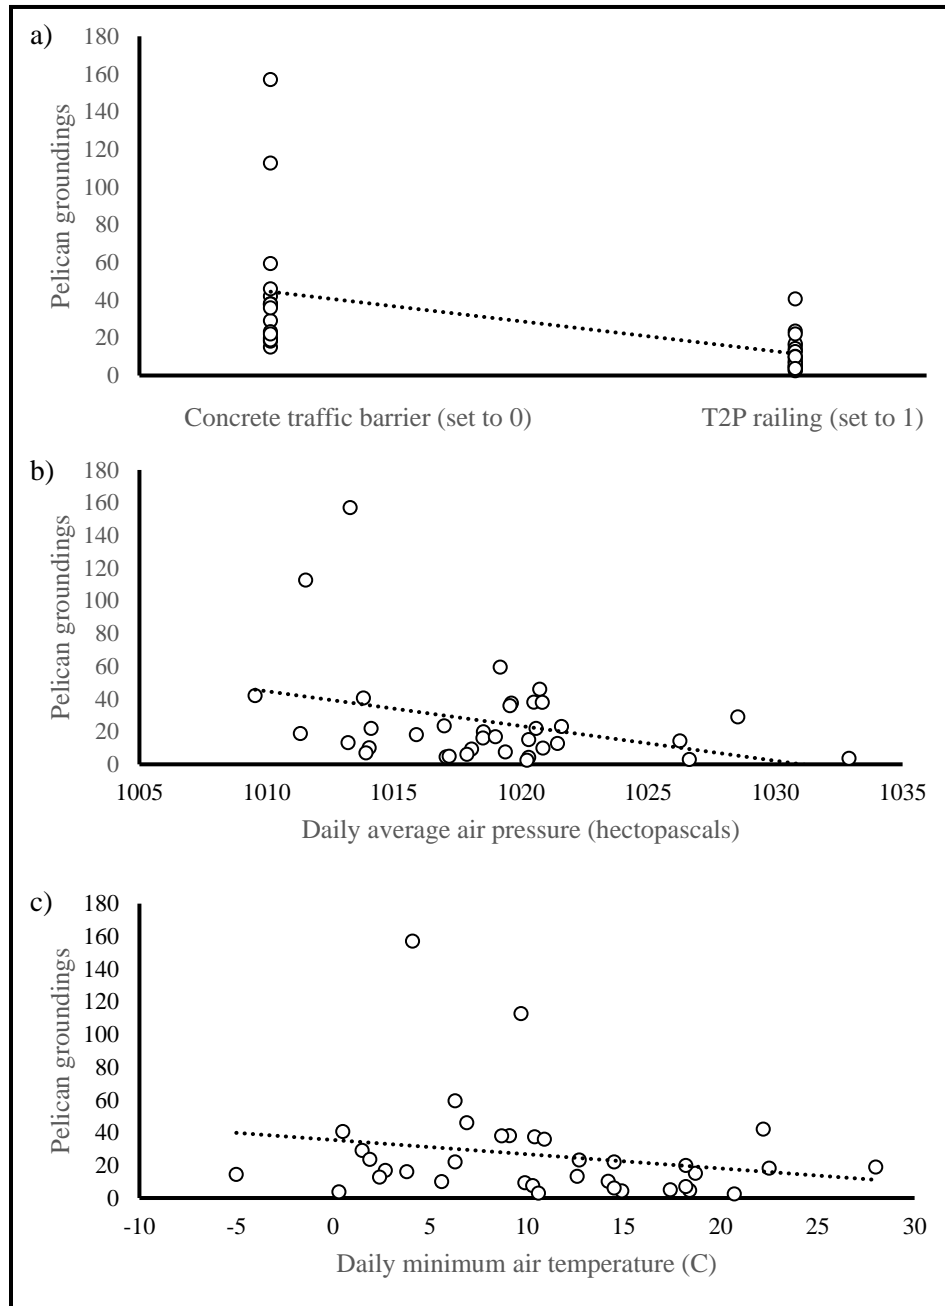 a)
180
160
140
120
100
80
60
40
20
0
Pelican groundings
Concrete traffic barrier (set to 0) T2P railing (set to 1)
b)
180
160
140
120
100
80
60
40
20
0
Pelican groundings
1005 1010 1015 1020 1025 1030 1035
Daily average air pressure (hectopascals)
c)
180
160
140
120
100
80
60
40
20
0
Pelican groundings
-10 -5 0 5 10 15 20 25 30
Daily minimum air temperature (C)